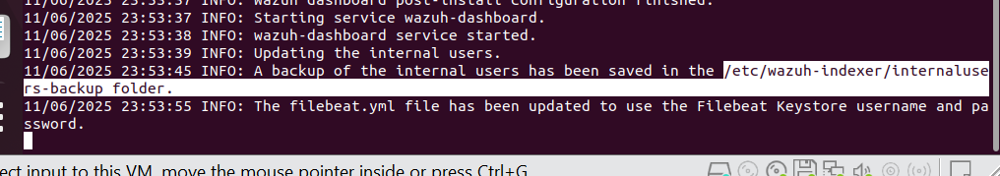 11/06/2025 23:53:37 INFO: Wazuh dashboard post-install configuration finished.
11/06/2025 23:53:37 INFO: Starting service wazuh-dashboard.
11/06/2025 23:53:38 INFO: wazuh-dashboard service started.
11/06/2025 23:53:39 INFO: Updating the internal users.
11/06/2025 23:53:45 INFO: A backup of the internal users has been saved in the /etc/wazuh-indexer/internaluse
rs-backup folder.
11/06/2025 23:53:55 INFO: The filebeat.yml file has been updated to use the Filebeat Keystore username and pa
ssword.
ect input to this VM, move the mouse pointer inside or press Ctrl+G.